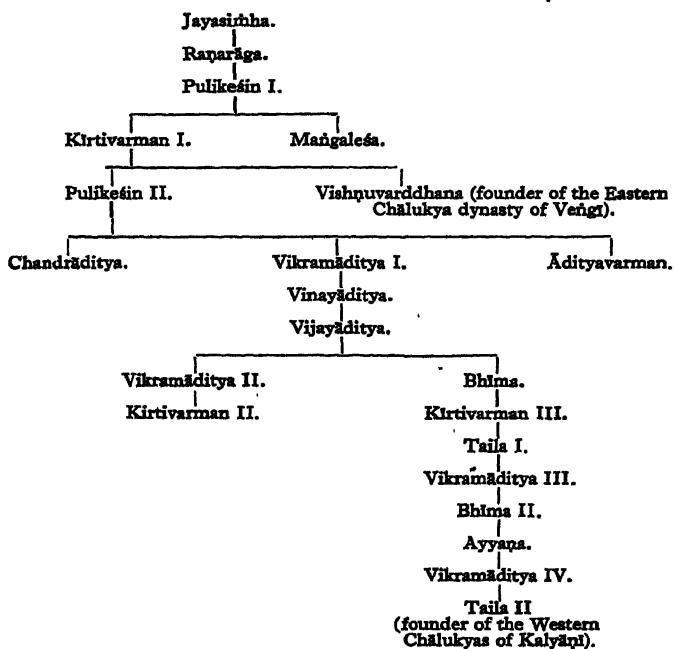 Jayasiṁha.
Raṇarāga.
Pulikeśin I.
Kīrtivarman I. Maṅgaleśa.
Pulikeśin II. Vishṇuvarddhana (founder of the Eastern
Chālukya dynasty of Veṅgī).
Chandrāditya. Vikramāditya I. Ādityavarman.
Vinayāditya.
Vijayāditya.
Vikramāditya II. Bhīma.
Kirtivarman II. Kīrtivarman III.
Taila I.
Vikramāditya III.
Bhīma II.
Ayyaṇa.
Vikramāditya IV.
Taila II
(founder of the Western
Chālukyas of Kalyāṇī).